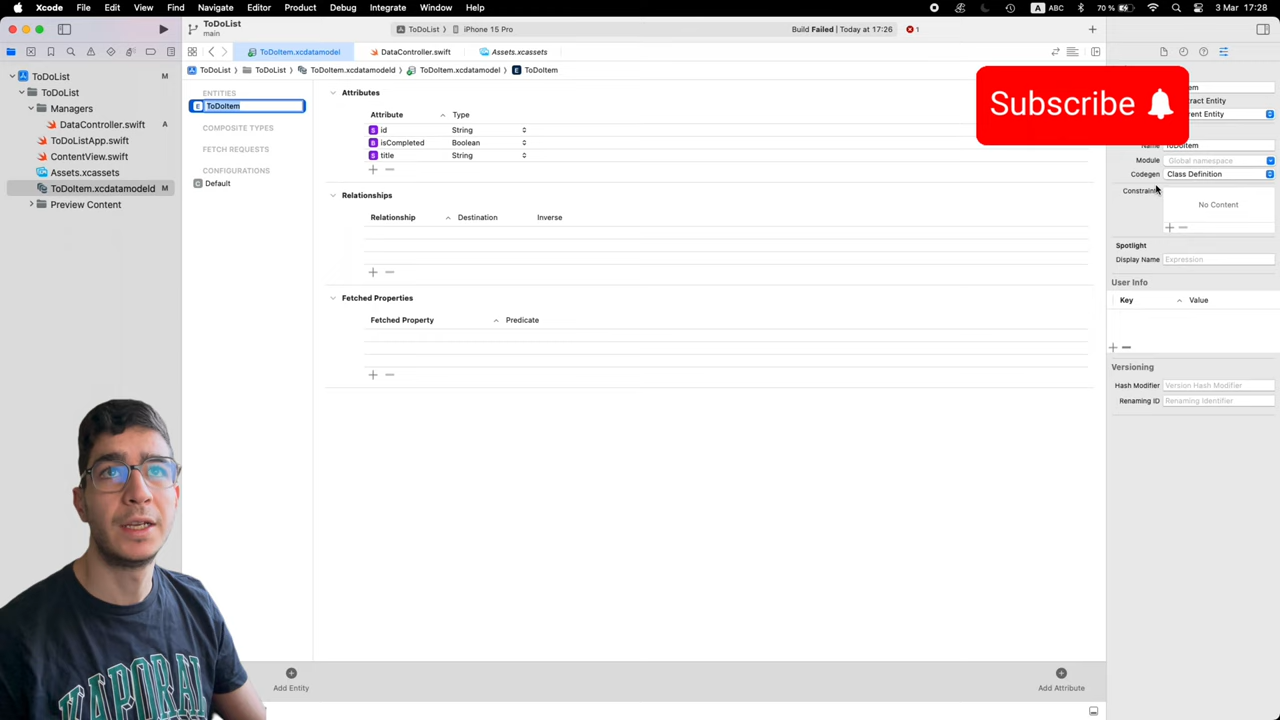 Xcode File Edit View Find Navigate Editor Product Debug Source Control Integrate Window Help
ABC 70 % 3 Mar 17:28
ToDoList
main
ToDoList 〉 iPhone 15 Pro
Build Failed | Today at 17:26 1
ToDoItem.xcdatamodel DataController.swift Assets.xcassets
ToDoList 〉 ToDoList 〉 ToDoItem.xcdatamodeld 〉 ToDoItem.xcdatamodel 〉 E ToDoItem
ToDoList M
ToDoList
Managers
DataController.swift A
ToDoListApp.swift
ContentView.swift
Assets.xcassets
ToDoItem.xcdatamodeld M
Preview Content
ENTITIES
E ToDoItem
COMPOSITE TYPES
FETCH REQUESTS
CONFIGURATIONS
C Default
Attributes
Attribute Type
S id String
S isCompleted Boolean
S title String
Relationships
Relationship Destination Inverse
Fetched Properties
Fetched Property Predicate
Add Entity
Add Attribute
Subscribe
Name ToDoItem
Module Global namespace
Codegen Class Definition
No Content
Spotlight
Display Name Expression
User Info
Key Value
Versioning
Hash Modifier Version Hash Modifier
Renaming ID Renaming Identifier
KAPORAL